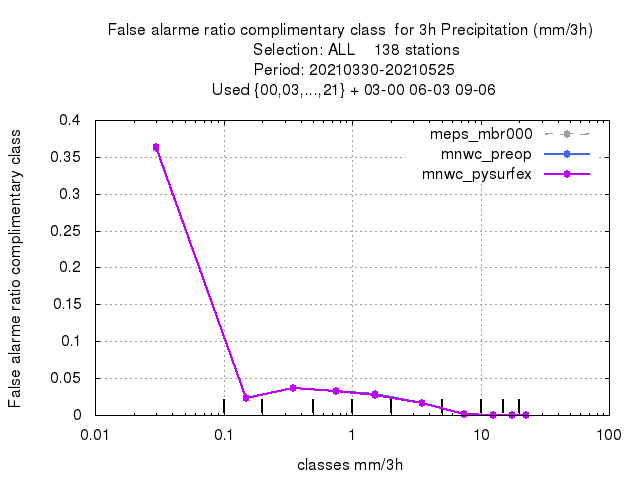 False alarme ratio complimentary class  for 3h Precipitation (mm/3h)
Selection: ALL    138 stations
Period: 20210330-20210525
Used {00,03,...,21} + 03-00 06-03 09-06
meps_mbr000
mnwc_preop
mnwc_pysurfex
False alarme ratio complimentary class
0.4
0.35
0.3
0.25
0.2
0.15
0.1
0.05
0
0.01
0.1
1
10
100
classes mm/3h